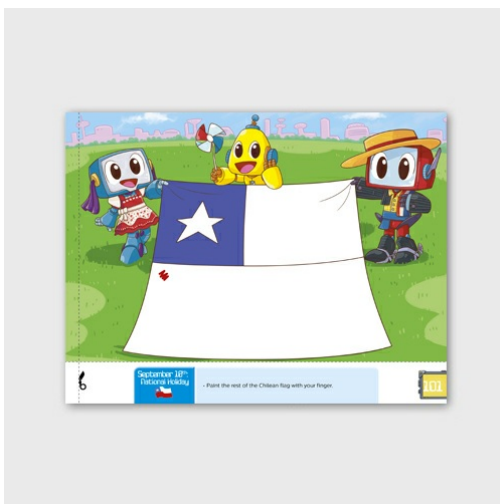 September 18th:
National Holiday
- Paint the rest of the Chilean flag with your finger.
101